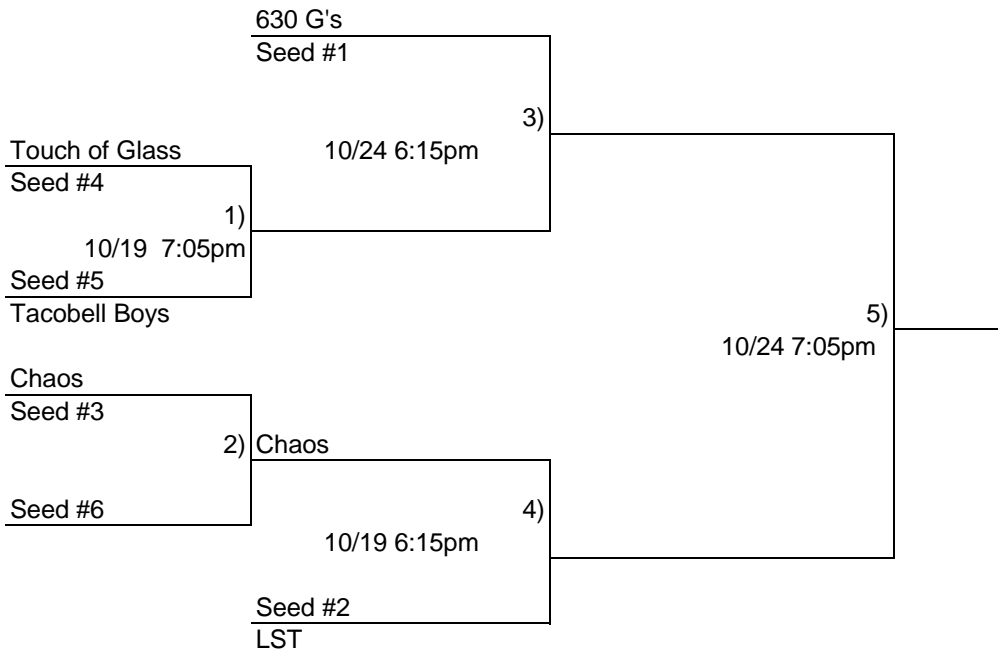 630 G's
Seed #1
3)
Touch of Glass
10/24 6:15pm
Seed #4
1)
10/19  7:05pm
Seed #5
Tacobell Boys
5)
10/24 7:05pm
Chaos
Seed #3
2)
Chaos
Seed #6
4)
10/19 6:15pm
Seed #2
LST